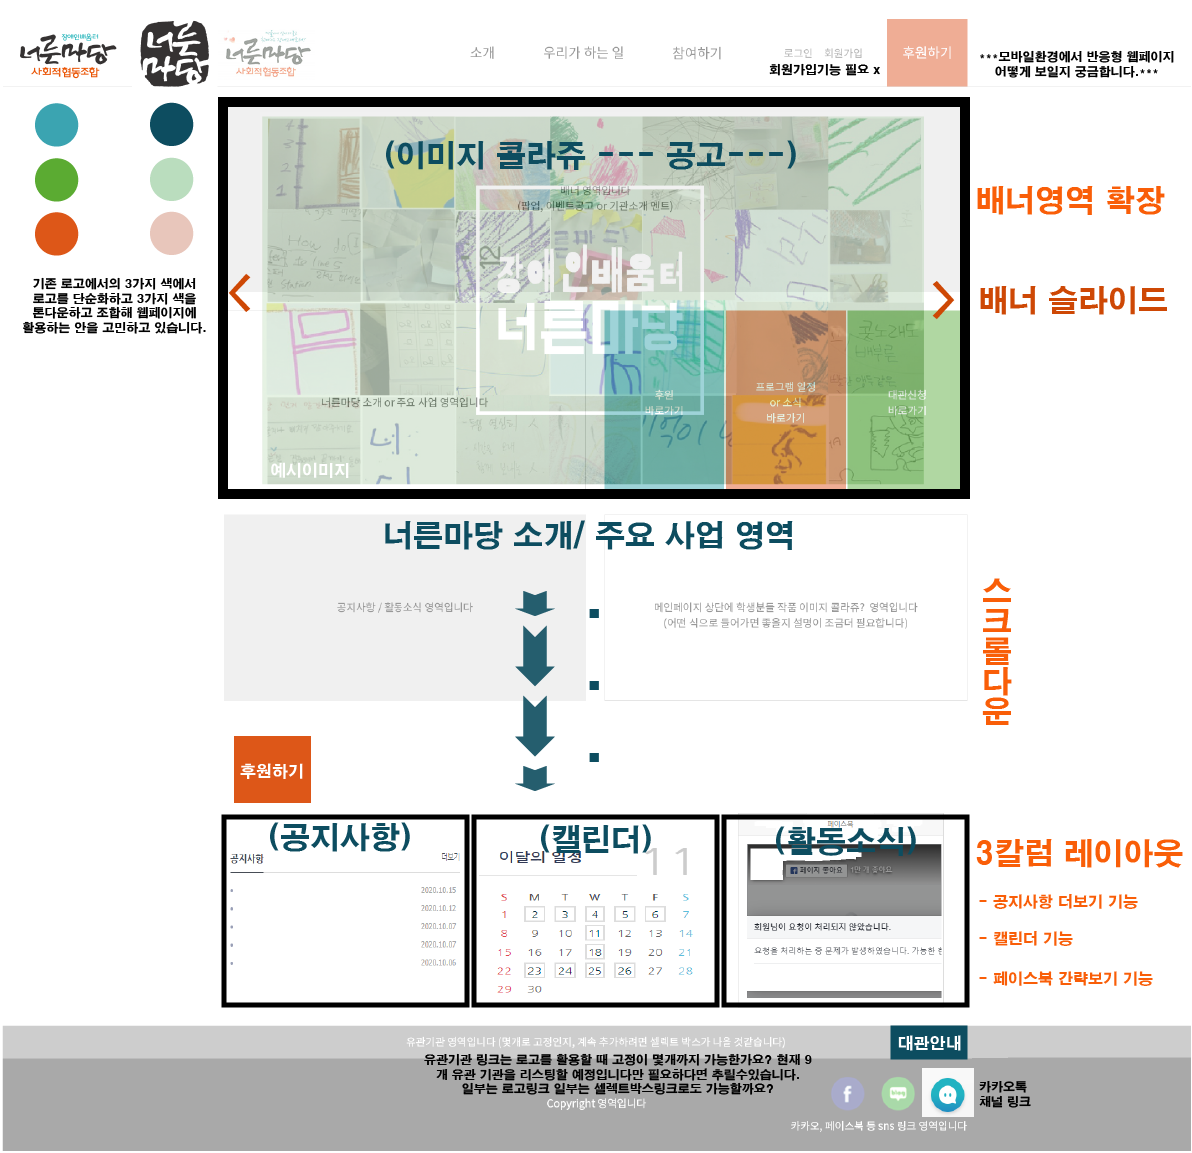 장애인배움터
너른마당
사회적협동조합
너른
마당
너른마당
사회적협동조합
소개
우리가 하는 일
참여하기
로그인
회원가입
후원하기
회원가입기능 필요 x
***모바일환경에서 반응형 웹페이지
어떻게 보일지 궁금합니다.***
기존 로고에서의 3가지 색에서
로고를 단순화하고 3가지 색을
톤다운하고 조합해 웹페이지에
활용하는 안을 고민하고 있습니다.
(이미지 콜라쥬 --- 공고---)
배너 영역입니다
(팝업, 이벤트공고 or 기관소개 멘트)
장애인배움터
너른마당
너른마당 소개 or 주요 사업 영역입니다
후원
바로가기
프로그램 일정
or 소식
바로가기
대관신청
바로가기
예시이미지
배너영역 확장
배너 슬라이드
너른마당 소개/ 주요 사업 영역
공지사항 / 활동소식 영역입니다
메인페이지 상단에 학생분들 작품 이미지 콜라쥬? 영역입니다
(어떤 식으로 들어가면 좋을지 설명이 조금더 필요합니다)
스크롤다운
후원하기
(공지사항)
공지사항
더보기
2020.10.15
2020.10.12
2020.10.07
2020.10.07
2020.10.06
(캘린더)
이달의 일정
11
S M T W T F S
1 2 3 4 5 6 7
8 9 10 11 12 13 14
15 16 17 18 19 20 21
22 23 24 25 26 27 28
29 30
(활동소식)
페이스북
페이지 좋아요
회원님이 요청이 처리되지 않았습니다.
요청을 처리하는 중 문제가 발생하였습니다. 가능한 한
3칼럼 레이아웃
- 공지사항 더보기 기능
- 캘린더 기능
- 페이스북 간략보기 기능
유관기관 영역입니다 (몇개로 고정인지, 계속 추가하려면 셀렉트 박스가 나을 것같습니다)
대관안내
유관기관 링크는 로고를 활용할 때 고정이 몇개까지 가능한가요? 현재 9
개 유관 기관을 리스팅할 예정입니다만 필요하다면 추릴수있습니다.
일부는 로고링크 일부는 셀렉트박스링크로도 가능할까요?
Copyright 영역입니다
f
blog
카카오톡
채널 링크
카카오, 페이스북 등 sns 링크 영역입니다